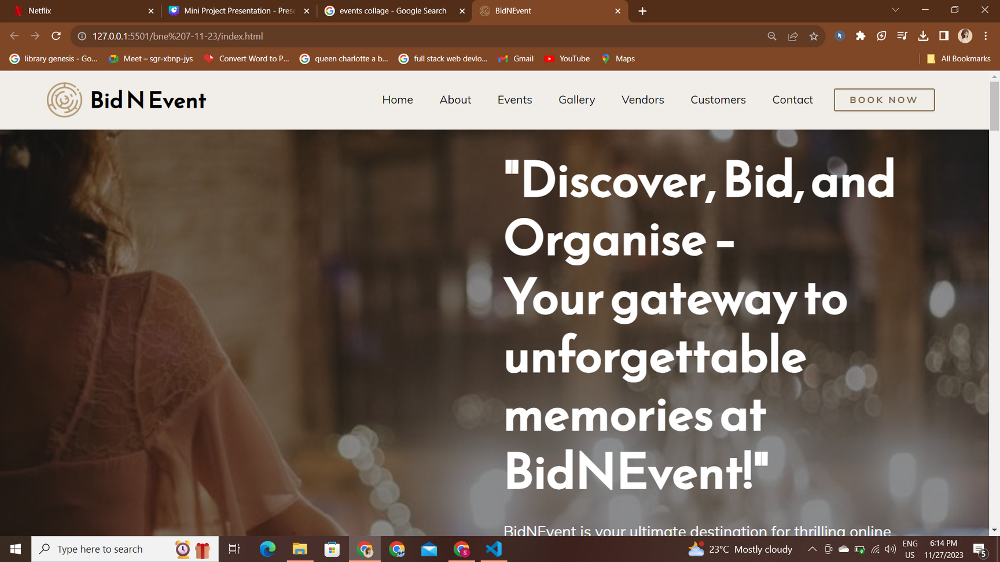 Netflix
Mini Project Presentation - Prese
events collage - Google Search
BidNEvent
127.0.0.1:5501/bne%207-11-23/index.html
library genesis - Go...
Meet – sgr-xbnp-jys
Convert Word to P...
queen charlotte a b...
full stack web devlo...
Gmail
YouTube
Maps
All Bookmarks
Bid N Event
Home
About
Events
Gallery
Vendors
Customers
Contact
BOOK NOW
"Discover, Bid, and
Organise –
Your gateway to
unforgettable
memories at
BidNEvent!"
BidNEvent is your ultimate destination for thrilling online
Type here to search
23°C Mostly cloudy
ENG
US
6:14 PM
11/27/2023
5